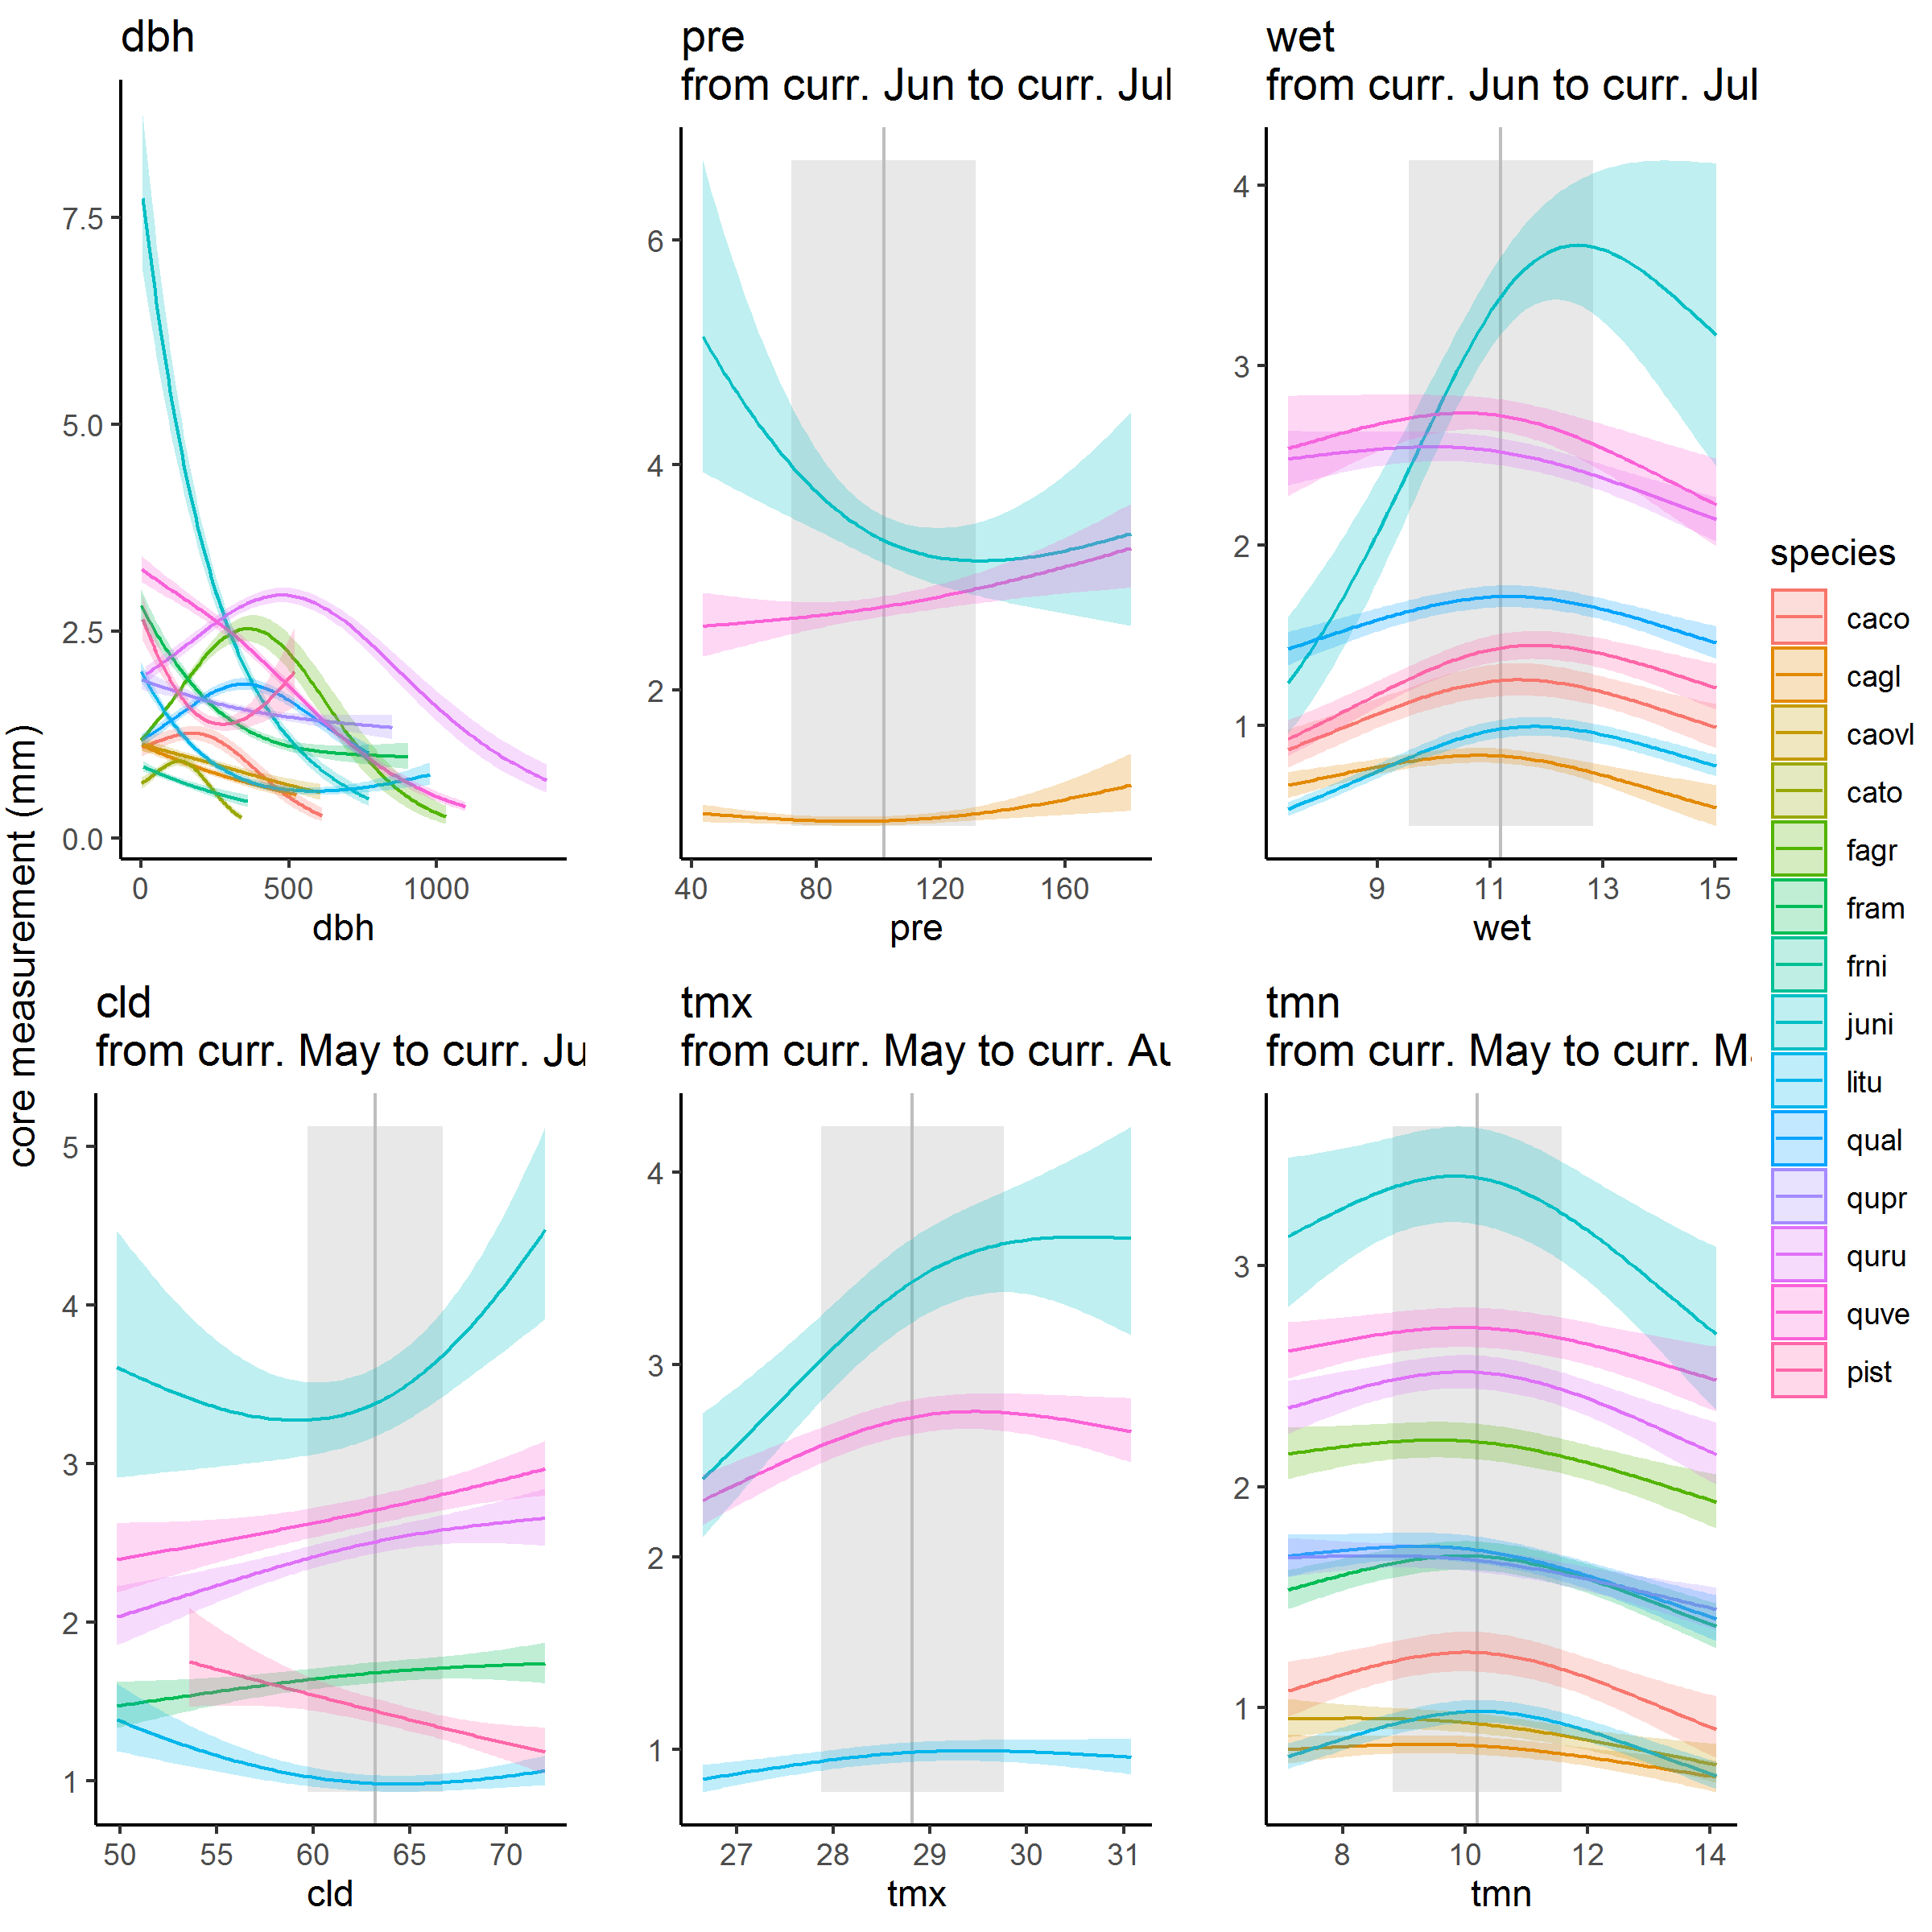 dbh
pre
from curr. Jun to curr. Jul
wet
from curr. Jun to curr. Jul
7.5
5.0
2.5
0.0
0
500
1000
dbh
6
4
2
40
80
120
160
pre
4
3
2
1
9
11
13
15
wet
core measurement (mm)
cld
from curr. May to curr. Ju
tmx
from curr. May to curr. Au
tmn
from curr. May to curr. Ma
5
4
3
2
1
50
55
60
65
70
cld
4
3
2
1
27
28
29
30
31
tmx
3
2
1
8
10
12
14
tmn
species
caco
cagl
caovl
cato
fagr
fram
frni
juni
litu
qual
qupr
quru
quve
pist